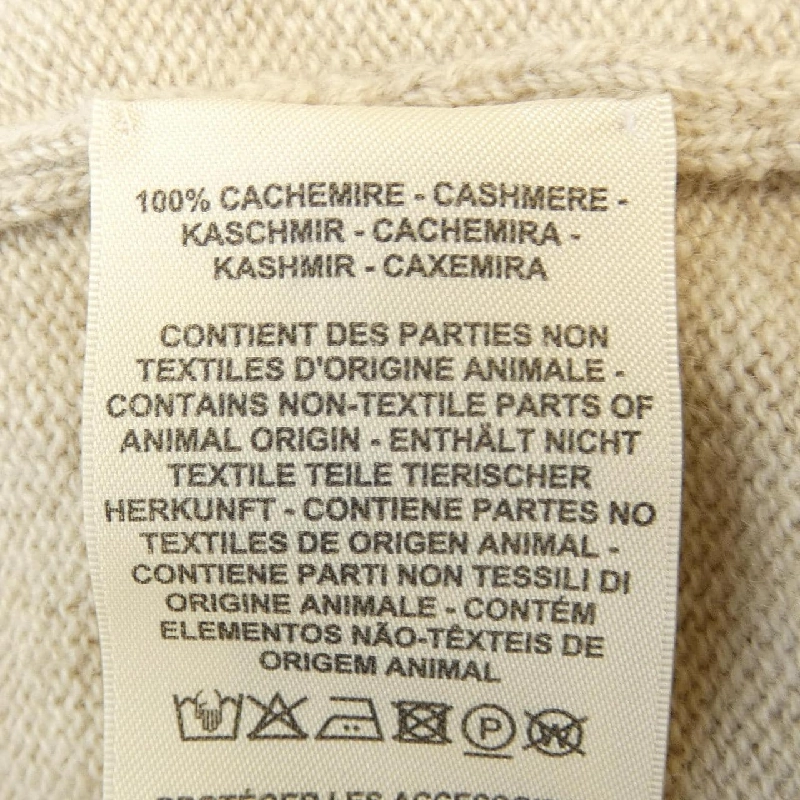 100% CACHEMIRE - CASHMERE -
KASCHMIR - CACHEMIRA -
KASHMIR - CAXEMIRA
CONTIENT DES PARTIES NON
TEXTILES D'ORIGINE ANIMALE -
CONTAINS NON-TEXTILE PARTS OF
ANIMAL ORIGIN - ENTHÄLT NICHT
TEXTILE TEILE TIERISCHER
HERKUNFT - CONTIENE PARTES NO
TEXTILES DE ORIGEN ANIMAL -
CONTIENE PARTI NON TESSILI DI
ORIGINE ANIMALE - CONTÉM
ELEMENTOS NÃO-TÊXTEIS DE
ORIGEM ANIMAL
P W
PROTÉGER LES